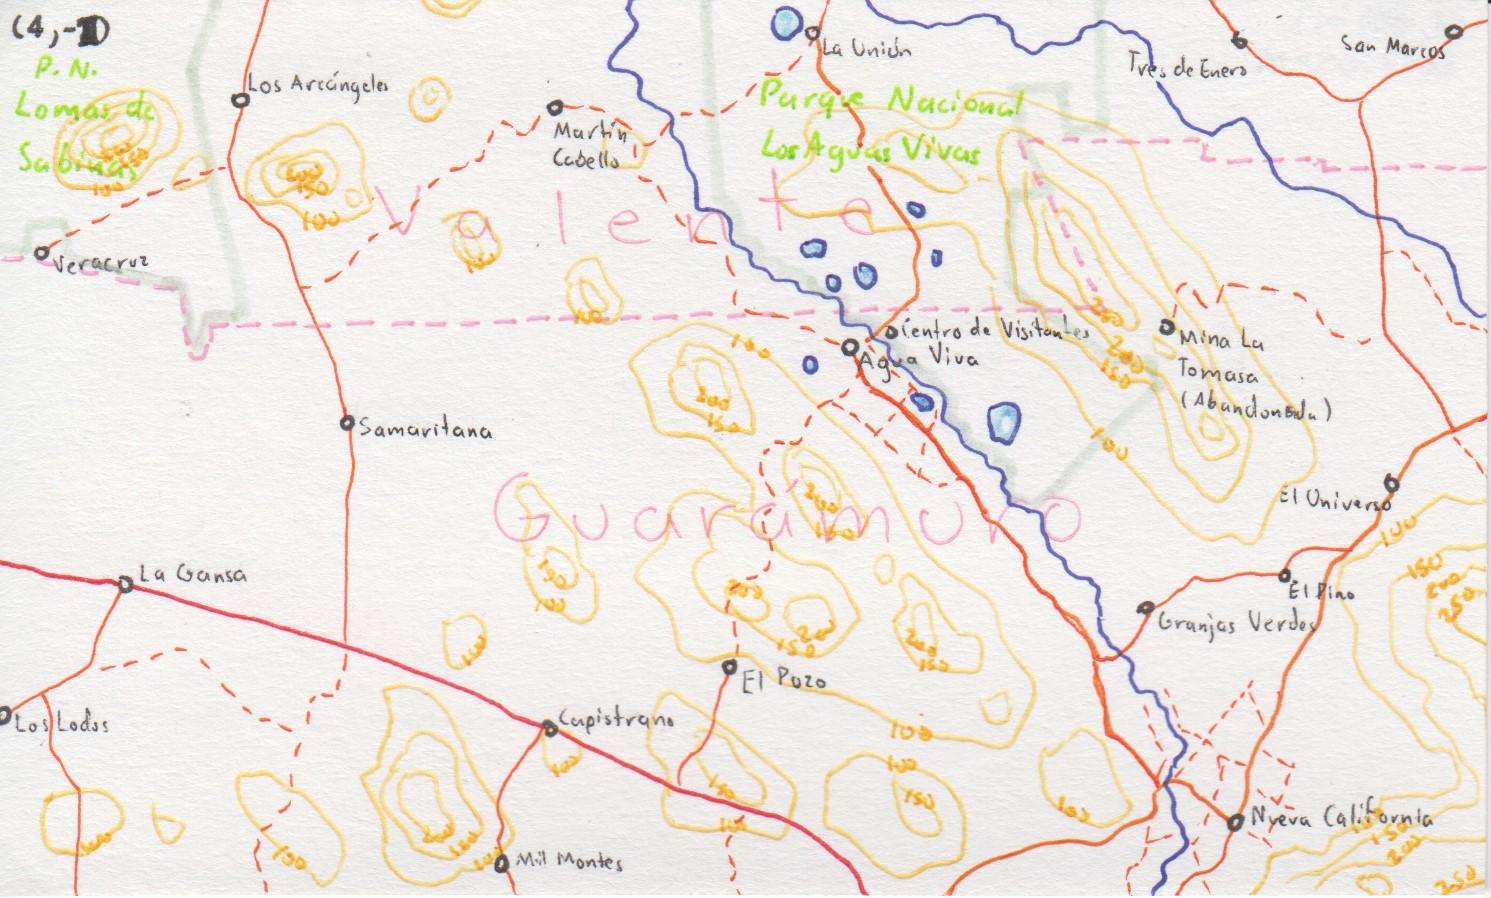 (4,-1)
P. N.
Lomas de
Sabinas
Los Arcángeles
Martín
Cabello
La Unión
Parque Nacional
Los Aguas Vivas
Tres de Enero
San Marcos
Veracruz
Valente
Centro de Visitantes
Agua Viva
Mina La
Tomasa
(Abandonada)
Samaritana
Guarámuro
El Universo
El Pino
Granjas Verdes
La Gansa
Los Lodos
Capistrano
El Pozo
Mil Montes
Nueva California
100
150
200
250